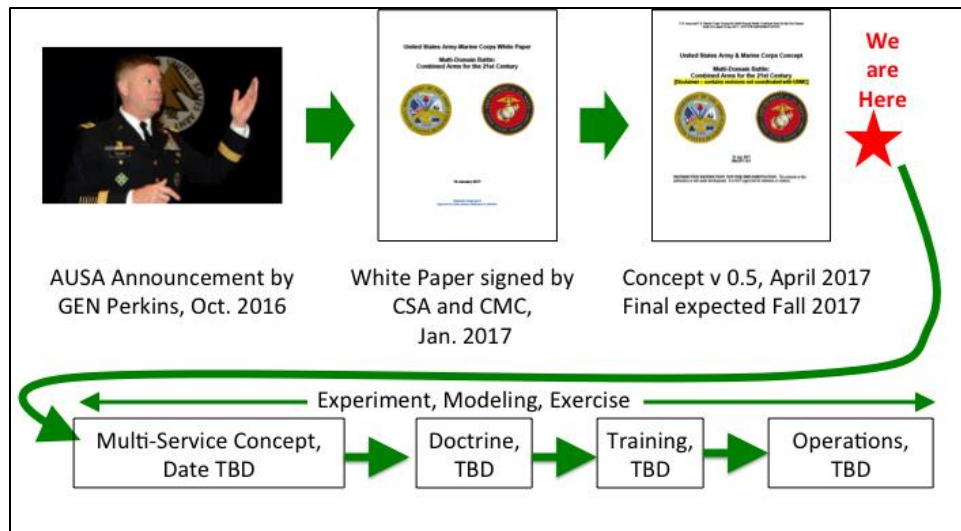 We
are
Here
United States Army-Marine Corps White Paper
Multi-Domain Battle:
Combined Arms for the 21st Century
United States Army & Marine Corps Concept
Multi-Domain Battle:
Combined Arms for the 21st Century
AUSA Announcement by
GEN Perkins, Oct. 2016
White Paper signed by
CSA and CMC,
Jan. 2017
Concept v 0.5, April 2017
Final expected Fall 2017
Experiment, Modeling, Exercise
Multi-Service Concept,
Date TBD
Doctrine,
TBD
Training,
TBD
Operations,
TBD